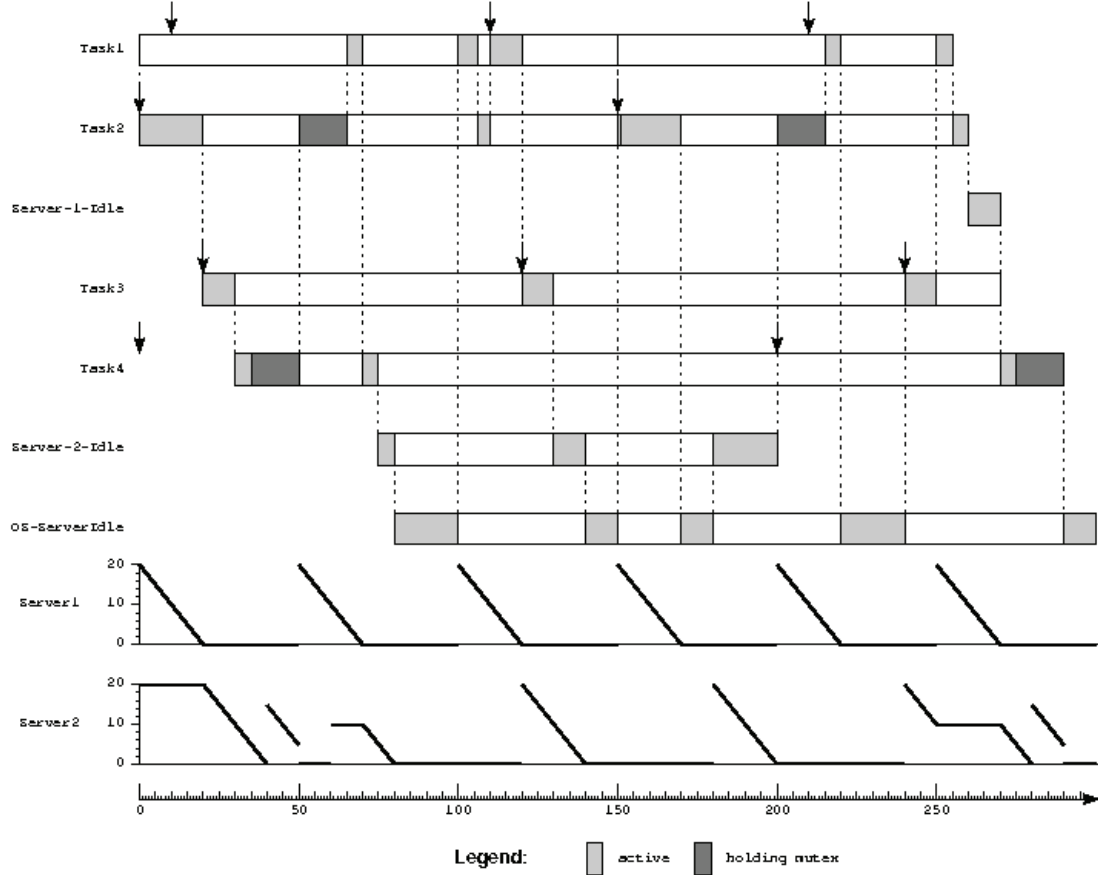 Task1
Task2
Server-1-Idle
Task3
Task4
Server-2-Idle
OS-ServerIdle
20
Server1 10
0
20
Server2 10
0
0 50 100 150 200 250
Legend: active holding mutex